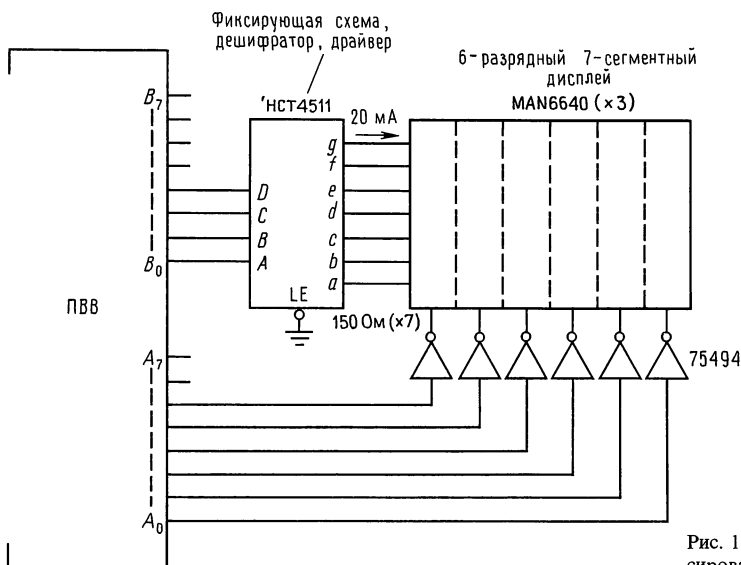 Фиксирующая схема,
дешифратор, драйвер
6-разрядный 7-сегментный
дисплей
MAN6640 (×3)
'HCT4511
20 мА
B7
B0
D
C
B
A
LE
g
f
e
d
c
b
a
150 Ом (×7)
ПВВ
75494
A7
A0
Рис. 1
сирова